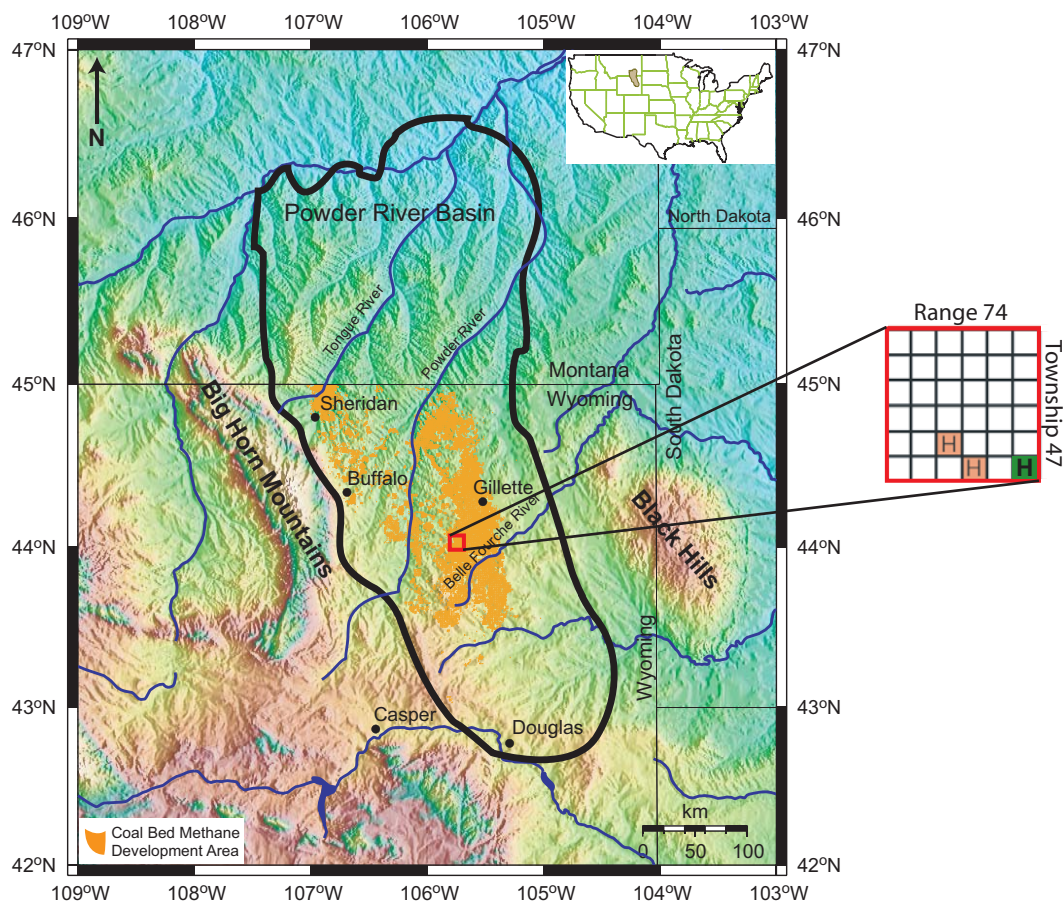 109°W 108°W 107°W 106°W 105°W 104°W 103°W
47°N
47°N
N
46°N
46°N
Powder River Basin
North Dakota
Tongue River
Powder River
Range 74
Township 47
45°N
45°N
Montana
Wyoming
South Dakota
Sheridan
Big Horn Mountains
H
H
H
Buffalo
Gillette
Black Hills
44°N
44°N
Belle Fourche River
Wyoming
43°N
43°N
Casper
Douglas
km
0 50 100
Coal Bed Methane
Development Area
42°N
42°N
109°W 108°W 107°W 106°W 105°W 104°W 103°W